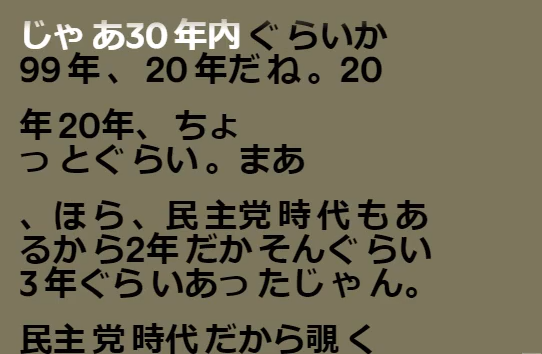 じゃあ30年内ぐらいか
99年、20年だね。20
年20年、ちょ
っとぐらい。まあ
、ほら、民主党時代もあ
るから2年だかそんぐらい
3年ぐらいあったじゃん。
民主党時代だから覗く